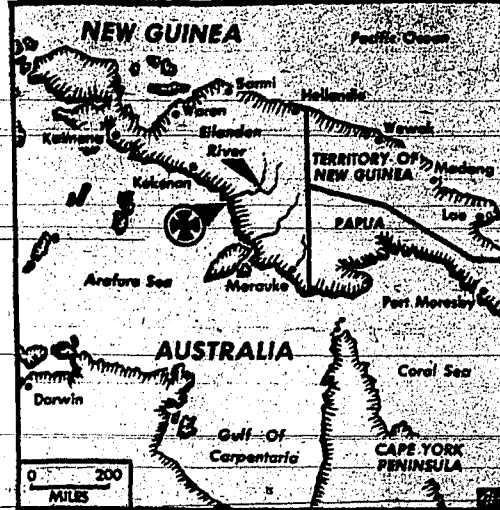 NEW GUINEA
Pacific Ocean
Sarmi
Hollandia
Waren
Eilanden
River
Wewak
Kaimana
TERRITORY OF
NEW GUINEA
Madang
Kokenan
Lae
PAPUA
Arafura Sea
Merauke
Port Moresby
AUSTRALIA
Coral Sea
Darwin
Gulf Of
Carpentaria
CAPE YORK
PENINSULA
0 200
MILES